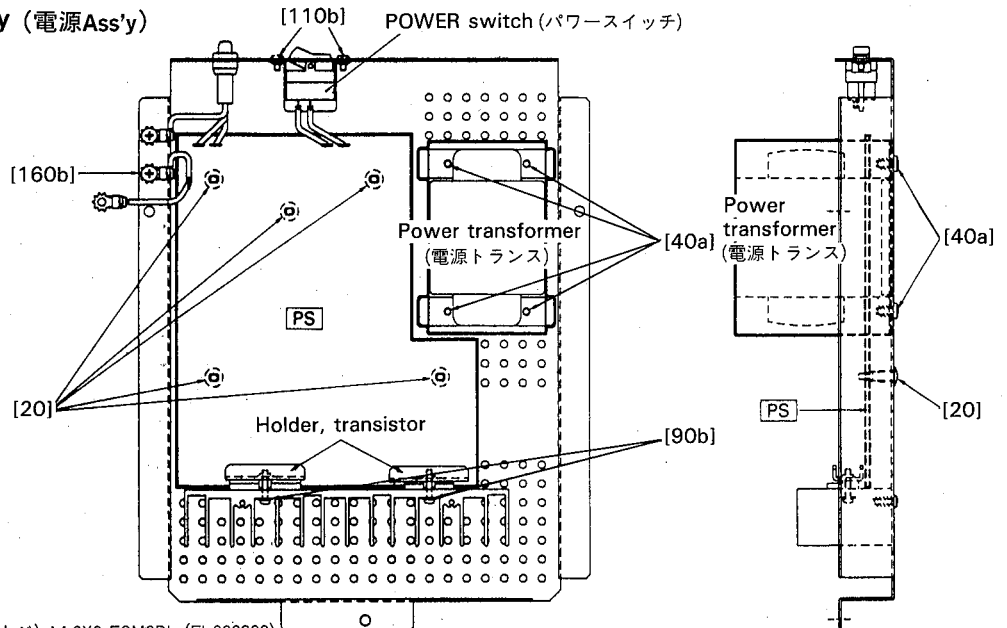 y (電源Ass'y)
[110b]
POWER switch (パワースイッチ)
[160b]
Power transformer
(電源トランス)
[40a]
Power
transformer
(電源トランス)
[40a]
PS
[20]
PS
[20]
Holder, transistor
[90b]